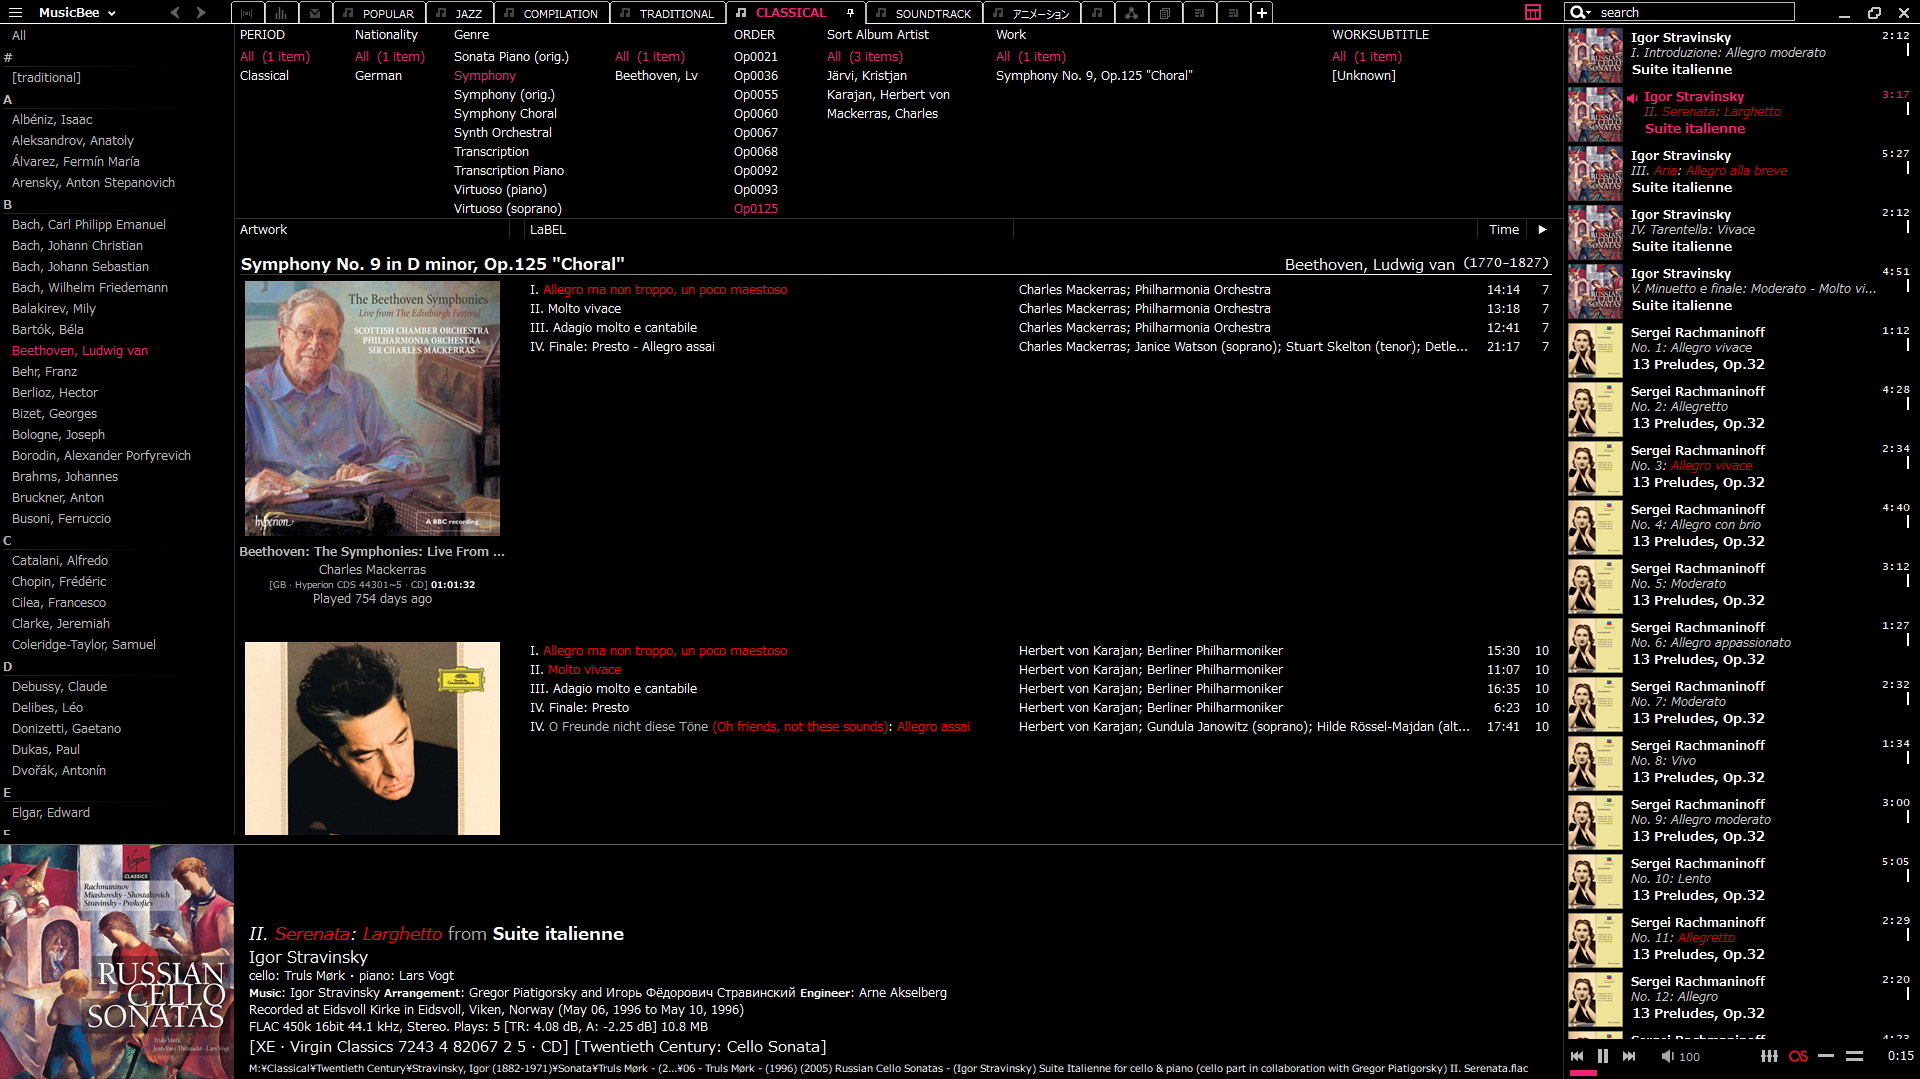 MusicBee
POPULAR
JAZZ
COMPILATION
TRADITIONAL
CLASSICAL
SOUNDTRACK
アニメーション
search
All
#
[traditional]
A
Albéniz, Isaac
Aleksandrov, Anatoly
Álvarez, Fermín María
Arensky, Anton Stepanovich
B
Bach, Carl Philipp Emanuel
Bach, Johann Christian
Bach, Johann Sebastian
Bach, Wilhelm Friedemann
Balakirev, Mily
Bartók, Béla
Beethoven, Ludwig van
Behr, Franz
Berlioz, Hector
Bizet, Georges
Bologne, Joseph
Borodin, Alexander Porfyrevich
Brahms, Johannes
Bruckner, Anton
Busoni, Ferruccio
C
Catalani, Alfredo
Chopin, Frédéric
Cilea, Francesco
Clarke, Jeremiah
Coleridge-Taylor, Samuel
D
Debussy, Claude
Delibes, Léo
Donizetti, Gaetano
Dukas, Paul
Dvořák, Antonín
E
Elgar, Edward
PERIOD
All (1 item)
Classical
Nationality
All (1 item)
German
Genre
Sonata Piano (orig.)
Symphony
Symphony (orig.)
Symphony Choral
Synth Orchestral
Transcription
Transcription Piano
Virtuoso (piano)
Virtuoso (soprano)
All (1 item)
Beethoven, Lv
ORDER
Op0021
Op0036
Op0055
Op0060
Op0067
Op0068
Op0092
Op0093
Op0125
Sort Album Artist
All (3 items)
Järvi, Kristjan
Karajan, Herbert von
Mackerras, Charles
Work
All (1 item)
Symphony No. 9, Op.125 "Choral"
WORKSUBTITLE
All (1 item)
[Unknown]
Artwork LaBEL Time
Symphony No. 9 in D minor, Op.125 "Choral" Beethoven, Ludwig van (1770-1827)
The Beethoven Symphonies
Live from The Edinburgh Festival
SCOTTISH CHAMBER ORCHESTRA
PHILHARMONIA ORCHESTRA
SIR CHARLES MACKERRAS
hyperion
A BBC recording
Beethoven: The Symphonies: Live From ...
Charles Mackerras
[GB · Hyperion CDS 44301~5 · CD] 01:01:32
Played 754 days ago
I. Allegro ma non troppo, un poco maestoso Charles Mackerras; Philharmonia Orchestra 14:14 7
II. Molto vivace Charles Mackerras; Philharmonia Orchestra 13:18 7
III. Adagio molto e cantabile Charles Mackerras; Philharmonia Orchestra 12:41 7
IV. Finale: Presto - Allegro assai Charles Mackerras; Janice Watson (soprano); Stuart Skelton (tenor); Detle... 21:17 7
I. Allegro ma non troppo, un poco maestoso Herbert von Karajan; Berliner Philharmoniker 15:30 10
II. Molto vivace Herbert von Karajan; Berliner Philharmoniker 11:07 10
III. Adagio molto e cantabile Herbert von Karajan; Berliner Philharmoniker 16:35 10
IV. Finale: Presto Herbert von Karajan; Berliner Philharmoniker 6:23 10
IV. O Freunde nicht diese Töne (Oh friends, not these sounds): Allegro assai Herbert von Karajan; Gundula Janowitz (soprano); Hilde Rössel-Majdan (alt... 17:41 10
Virgin
CLASSICS
Rachmaninov
Miaskovsky - Shostakovich
Stravinsky - Prokofiev
RUSSIAN
CELLO
SONATAS
Truls Mørk
Jean-Yves Thibaudet - Lars Vogt
II. Serenata: Larghetto from Suite italienne
Igor Stravinsky
cello: Truls Mørk · piano: Lars Vogt
Music: Igor Stravinsky Arrangement: Gregor Piatigorsky and Игорь Фёдорович Стравинский Engineer: Arne Akselberg
Recorded at Eidsvoll Kirke in Eidsvoll, Viken, Norway (May 06, 1996 to May 10, 1996)
FLAC 450k 16bit 44.1 kHz, Stereo. Plays: 5 [TR: 4.08 dB, A: -2.25 dB] 10.8 MB
[XE · Virgin Classics 7243 4 82067 2 5 · CD] [Twentieth Century: Cello Sonata]
M:¥Classical¥Twentieth Century¥Stravinsky, Igor (1882-1971)¥Sonata¥Truls Mørk - (2...¥06 - Truls Mørk - (1996) (2005) Russian Cello Sonatas - (Igor Stravinsky) Suite Italienne for cello & piano (cello part in collaboration with Gregor Piatigorsky) II. Serenata.flac
Igor Stravinsky 2:12
I. Introduzione: Allegro moderato
Suite italienne
Igor Stravinsky 3:17
II. Serenata: Larghetto
Suite italienne
Igor Stravinsky 5:27
III. Aria: Allegro alla breve
Suite italienne
Igor Stravinsky 2:12
IV. Tarentella: Vivace
Suite italienne
Igor Stravinsky 4:51
V. Minuetto e finale: Moderato - Molto vi...
Suite italienne
Sergei Rachmaninoff 1:12
No. 1: Allegro vivace
13 Preludes, Op.32
Sergei Rachmaninoff 4:28
No. 2: Allegretto
13 Preludes, Op.32
Sergei Rachmaninoff 2:34
No. 3: Allegro vivace
13 Preludes, Op.32
Sergei Rachmaninoff 4:40
No. 4: Allegro con brio
13 Preludes, Op.32
Sergei Rachmaninoff 3:12
No. 5: Moderato
13 Preludes, Op.32
Sergei Rachmaninoff 1:27
No. 6: Allegro appassionato
13 Preludes, Op.32
Sergei Rachmaninoff 2:32
No. 7: Moderato
13 Preludes, Op.32
Sergei Rachmaninoff 1:34
No. 8: Vivo
13 Preludes, Op.32
Sergei Rachmaninoff 3:00
No. 9: Allegro moderato
13 Preludes, Op.32
Sergei Rachmaninoff 5:05
No. 10: Lento
13 Preludes, Op.32
Sergei Rachmaninoff 2:29
No. 11: Allegretto
13 Preludes, Op.32
Sergei Rachmaninoff 2:20
No. 12: Allegro
13 Preludes, Op.32
100
0:15